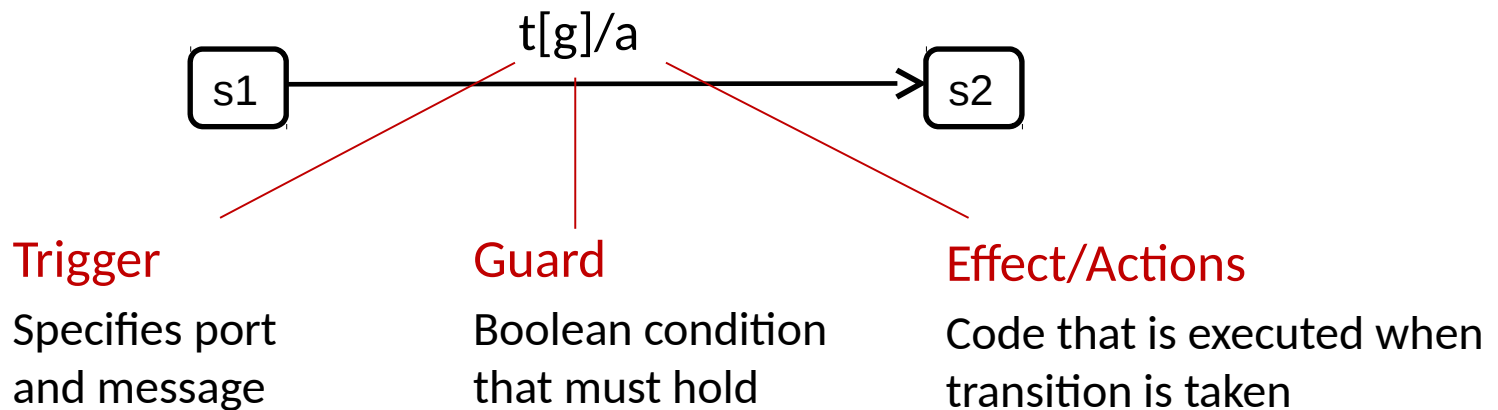 t[g]/a
s1
s2
Trigger
Specifies port
and message
Guard
Boolean condition
that must hold
Effect/Actions
Code that is executed when
transition is taken